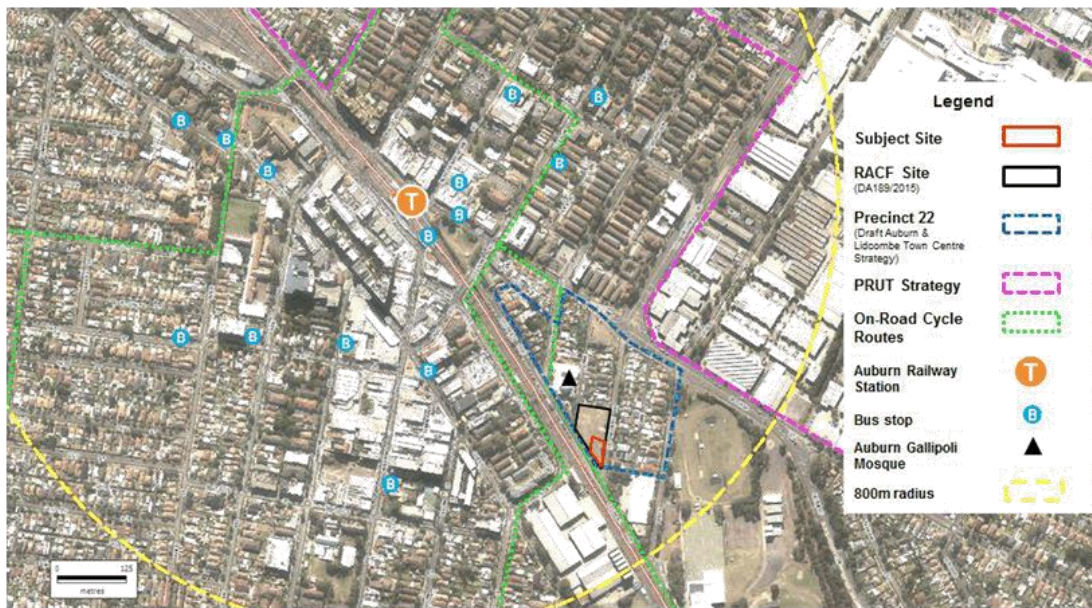 Legend
Subject Site
RACF Site
(DA189/2015)
Precinct 22
(Draft Auburn &
Lidcombe Town Centre
Strategy)
PRUT Strategy
On-Road Cycle
Routes
Auburn Railway
Station
T
Bus stop
B
Auburn Gallipoli
Mosque
800m radius
T
B
B
B
B
B
B
B
B
B
B
B
B
B
B
0
125
metres